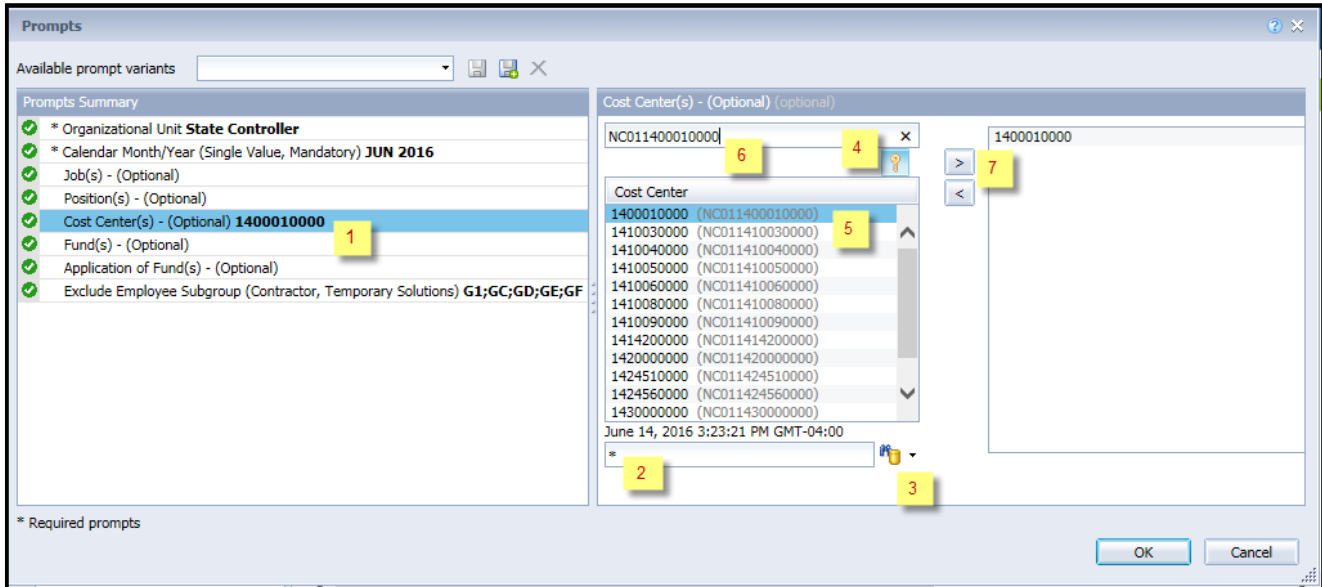 Prompts
Available prompt variants
Prompts Summary
* Organizational Unit State Controller
* Calendar Month/Year (Single Value, Mandatory) JUN 2016
Job(s) - (Optional)
Position(s) - (Optional)
Cost Center(s) - (Optional) 1400010000
1
Fund(s) - (Optional)
Application of Fund(s) - (Optional)
Exclude Employee Subgroup (Contractor, Temporary Solutions) G1;GC;GD;GE;GF
Cost Center(s) - (Optional) (optional)
NC011400010000
6
4
Cost Center
1400010000 (NC011400010000)
5
1410030000 (NC011410030000)
1410040000 (NC011410040000)
1410050000 (NC011410050000)
1410060000 (NC011410060000)
1410080000 (NC011410080000)
1410090000 (NC011410090000)
1414200000 (NC011414200000)
1420000000 (NC011420000000)
1424510000 (NC011424510000)
1424560000 (NC011424560000)
1430000000 (NC011430000000)
June 14, 2016 3:23:21 PM GMT-04:00
*
2
3
>
7
<
1400010000
* Required prompts
OK
Cancel